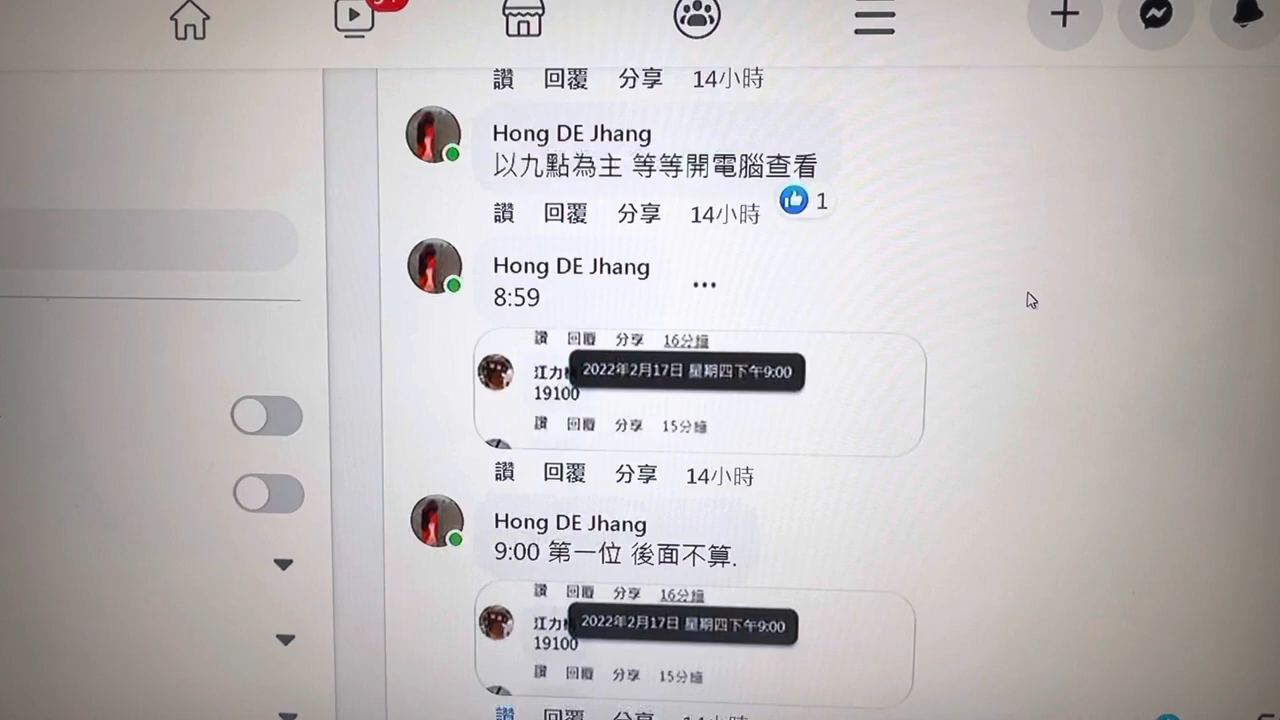 讚 回覆 分享 14小時
Hong DE Jhang
以九點為主 等等開電腦查看
1
讚 回覆 分享 14小時
Hong DE Jhang
8:59
讚 回覆 分享 16分鐘
江力
2022年2月17日 星期四下午9:00
19100
讚 回覆 分享 15分鐘
讚 回覆 分享 14小時
Hong DE Jhang
9:00 第一位 後面不算.
讚 回覆 分享 16分鐘
江力
2022年2月17日 星期四下午9:00
19100
讚 回覆 分享 15分鐘
讚 回覆 分享 14小時